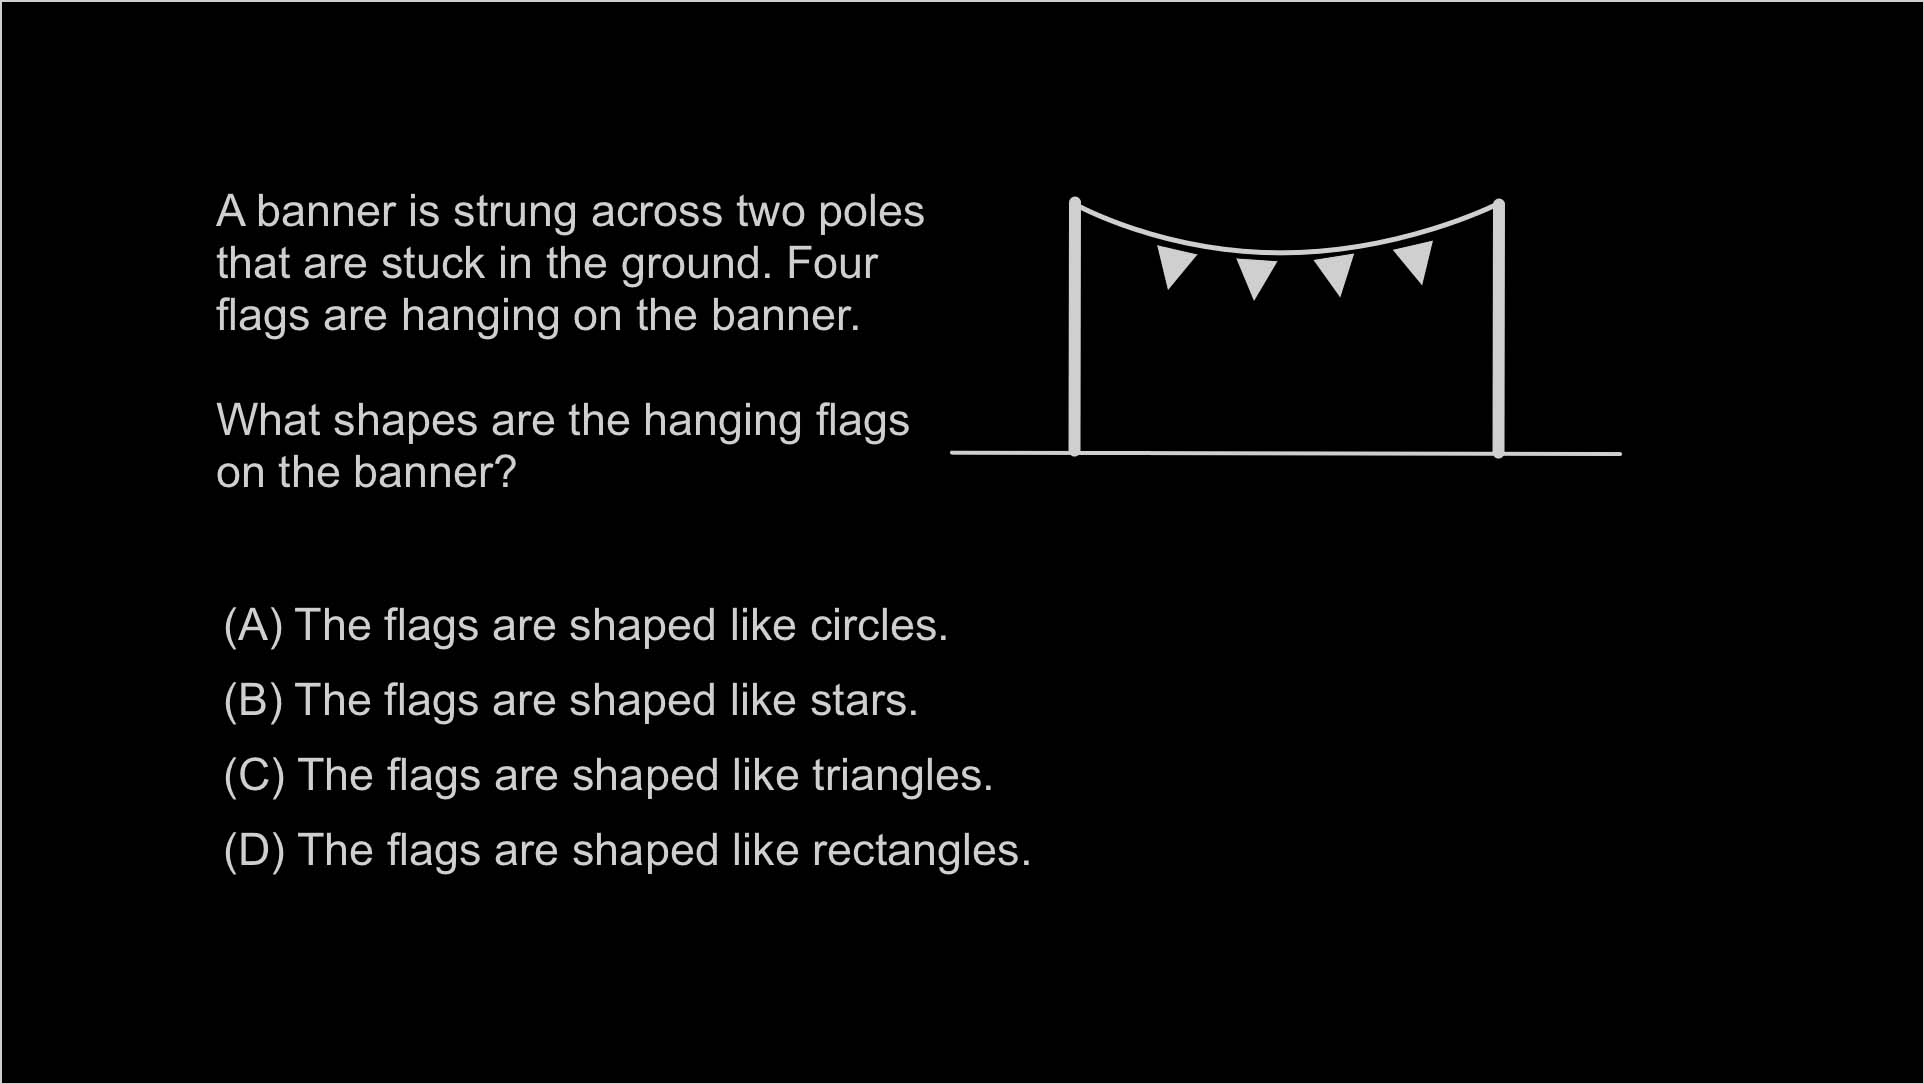 A banner is strung across two poles
that are stuck in the ground. Four
flags are hanging on the banner.
What shapes are the hanging flags
on the banner?
(A) The flags are shaped like circles.
(B) The flags are shaped like stars.
(C) The flags are shaped like triangles.
(D) The flags are shaped like rectangles.